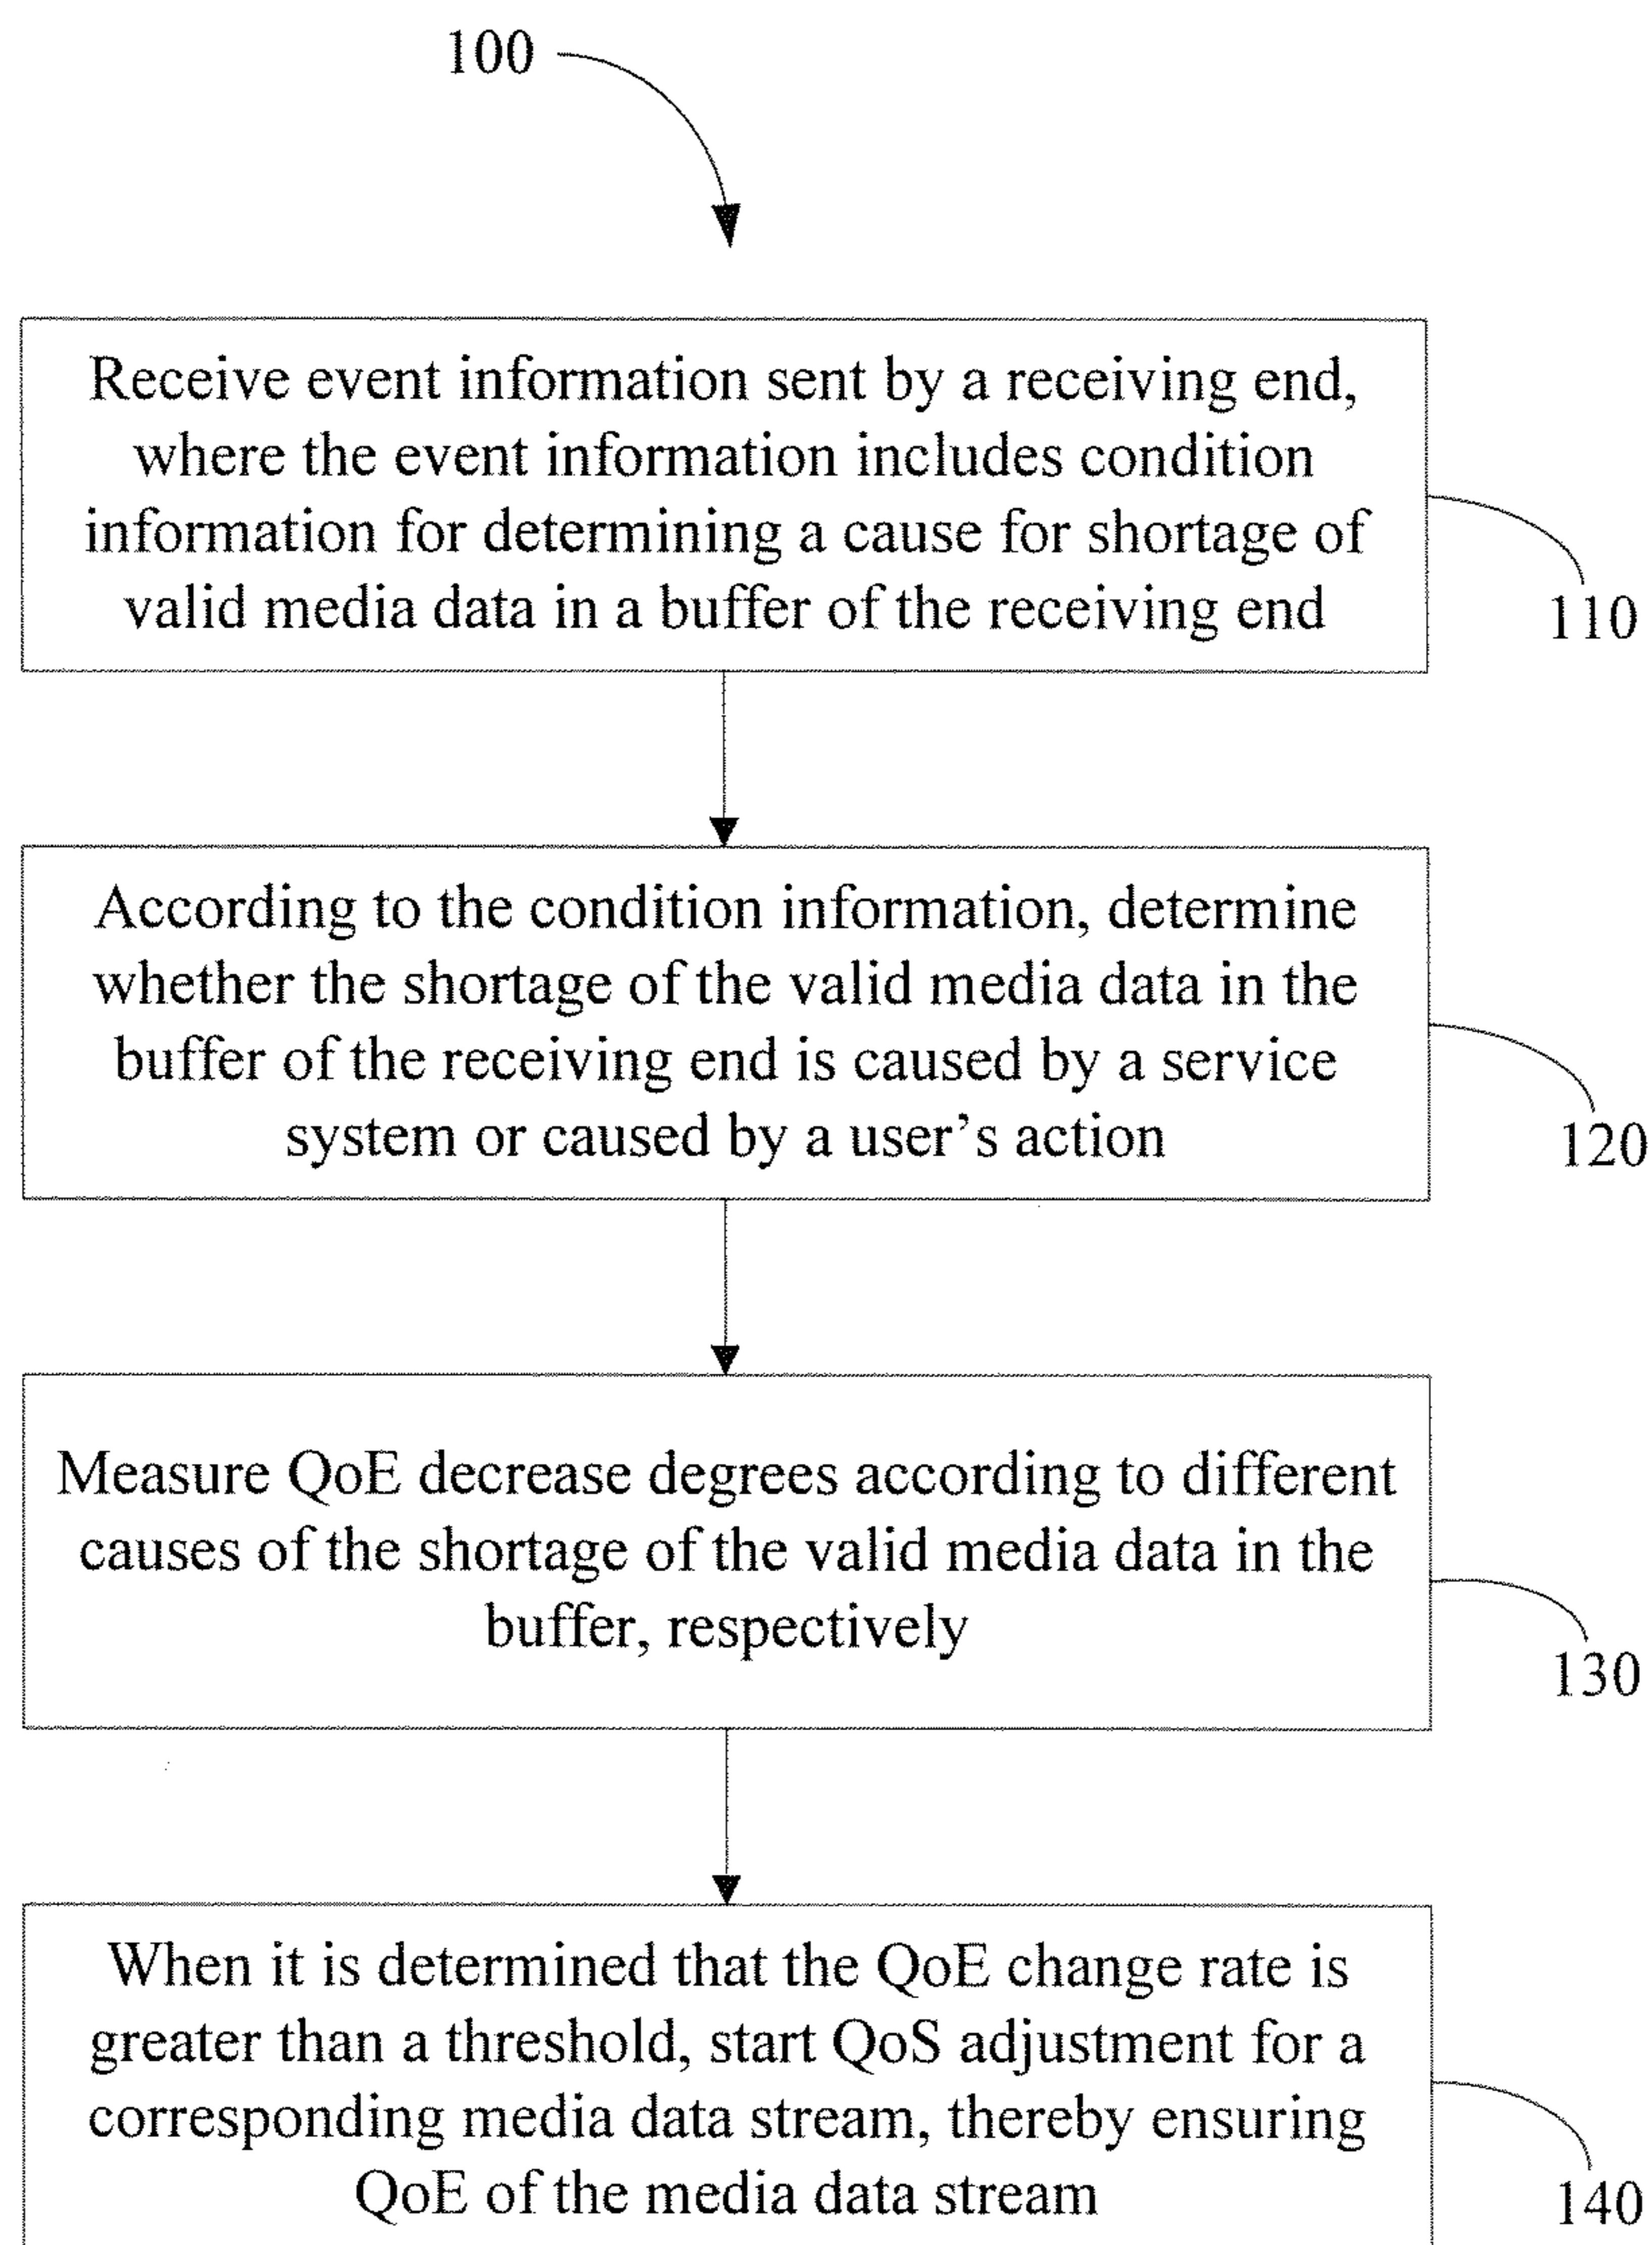 100
Receive event information sent by a receiving end,
where the event information includes condition
information for determining a cause for shortage of
valid media data in a buffer of the receiving end
110
According to the condition information, determine
whether the shortage of the valid media data in the
buffer of the receiving end is caused by a service
system or caused by a user’s action
120
Measure QoE decrease degrees according to different
causes of the shortage of the valid media data in the
buffer, respectively
130
When it is determined that the QoE change rate is
greater than a threshold, start QoS adjustment for a
corresponding media data stream, thereby ensuring
QoE of the media data stream
140